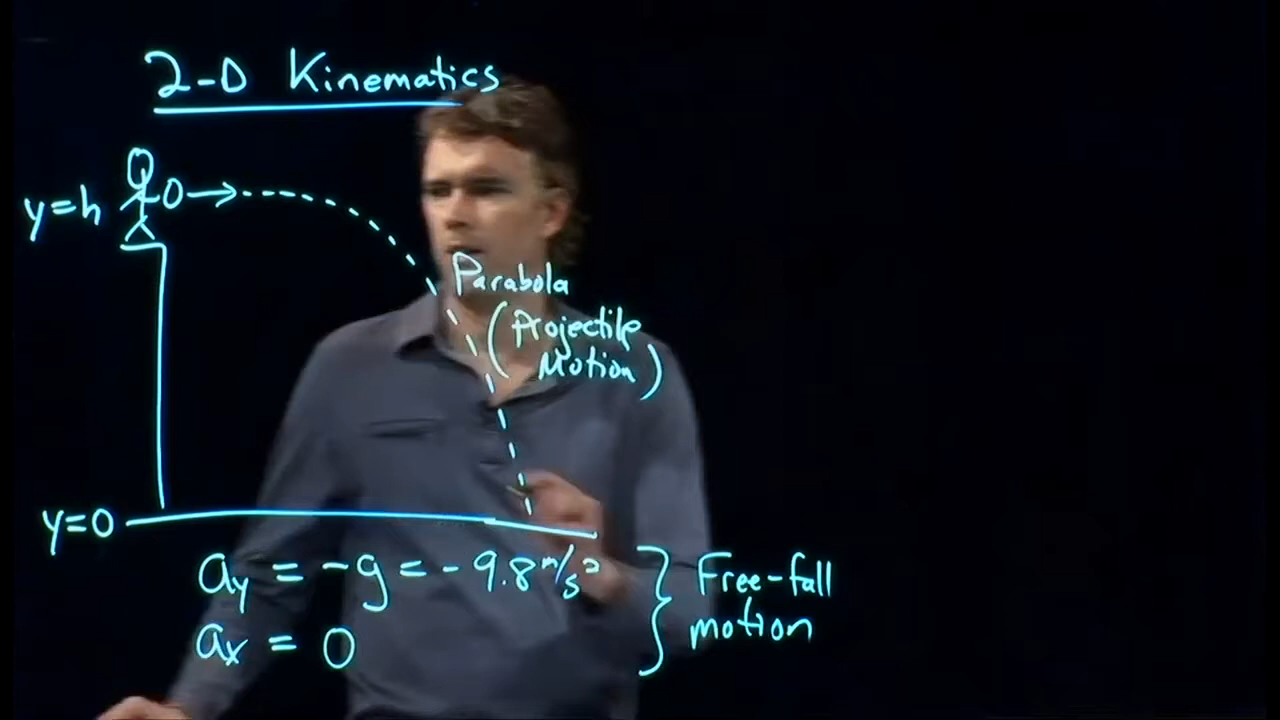 2-D Kinematics
y=h
Parabola
(Projectile
Motion)
y=0
ay = -g = -9.8 m/s²
ax = 0
} Free-fall
motion